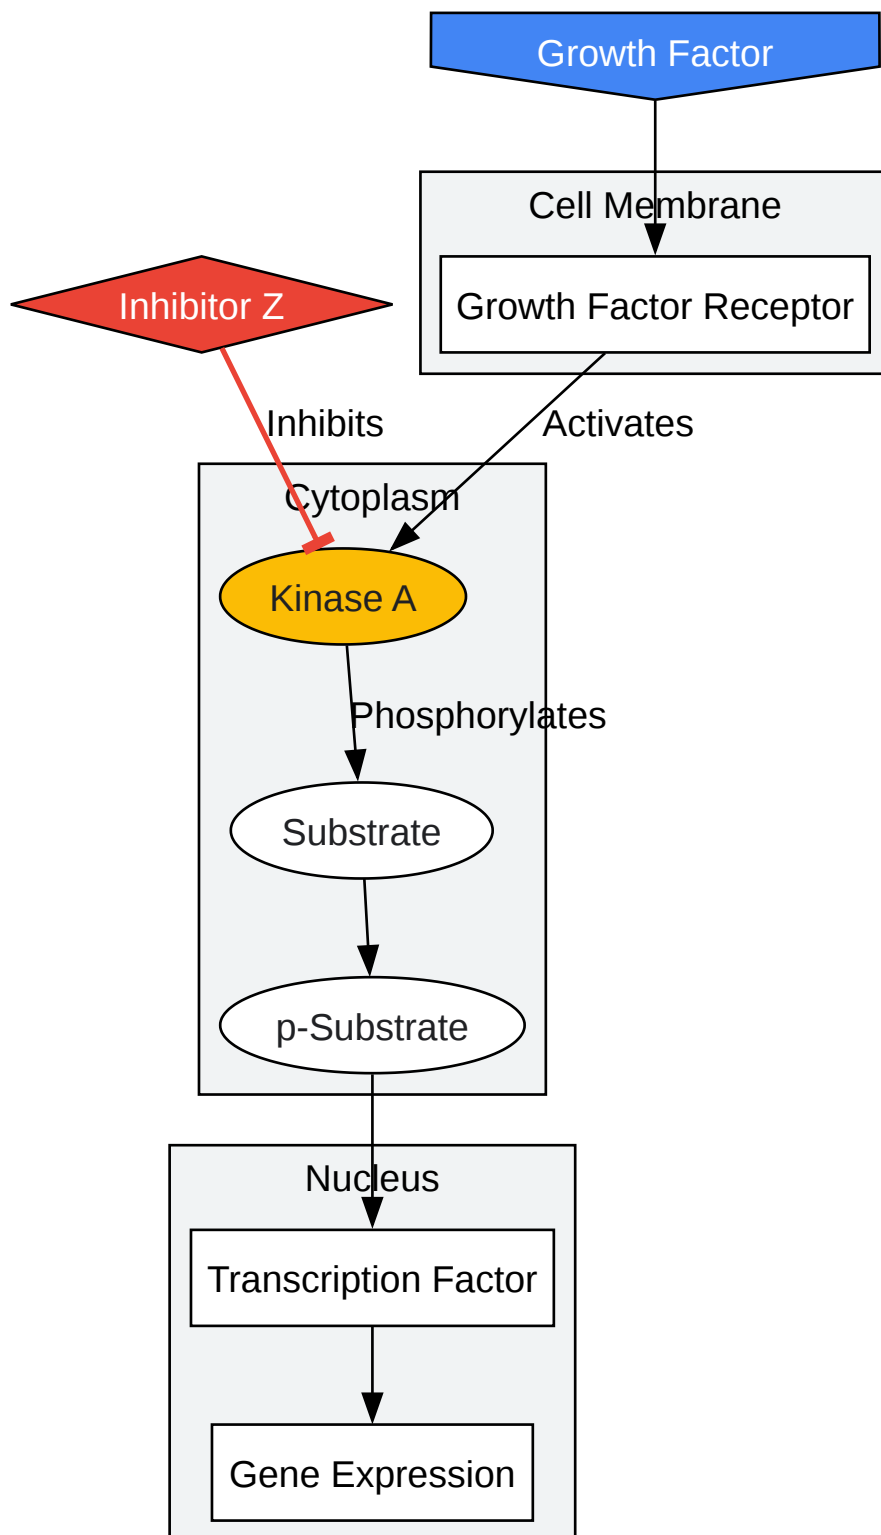 Growth Factor
Cell Membrane
Inhibitor Z
Growth Factor Receptor
Inhibits
Activates
Cytoplasm
Kinase A
Phosphorylates
Substrate
p-Substrate
Nucleus
Transcription Factor
Gene Expression